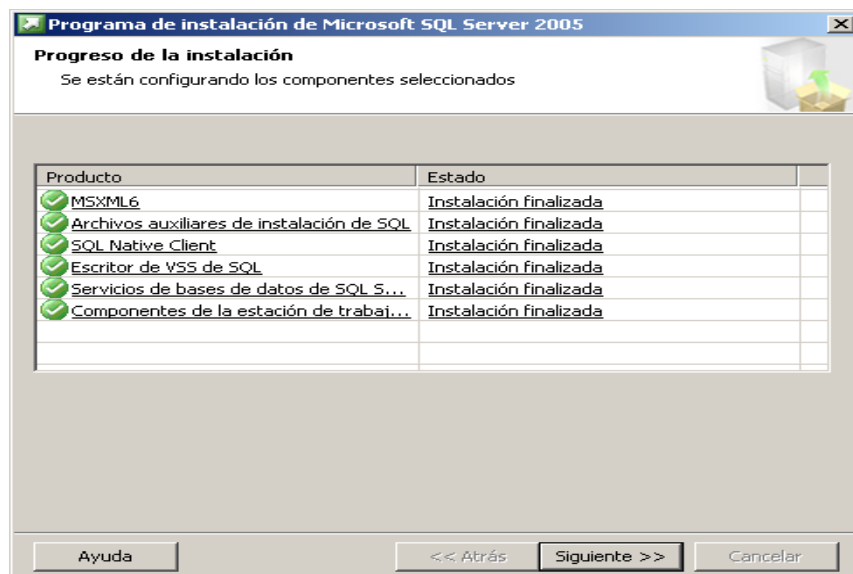 Programa de instalación de Microsoft SQL Server 2005
Progreso de la instalación
Se están configurando los componentes seleccionados
Producto Estado
MSXML6 Instalación finalizada
Archivos auxiliares de instalación de SQL Instalación finalizada
SQL Native Client Instalación finalizada
Escritor de VSS de SQL Instalación finalizada
Servicios de bases de datos de SQL S... Instalación finalizada
Componentes de la estación de trabaj... Instalación finalizada
Ayuda << Atrás Siguiente >> Cancelar